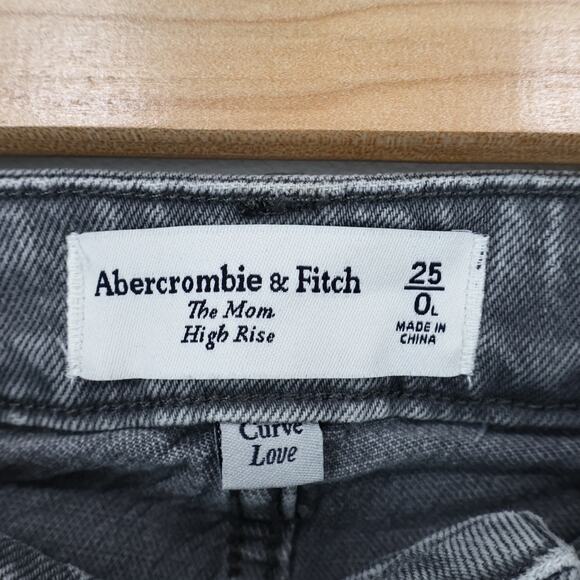 Abercrombie & Fitch
The Mom
High Rise
25
0L
MADE IN
CHINA
Curve
Love